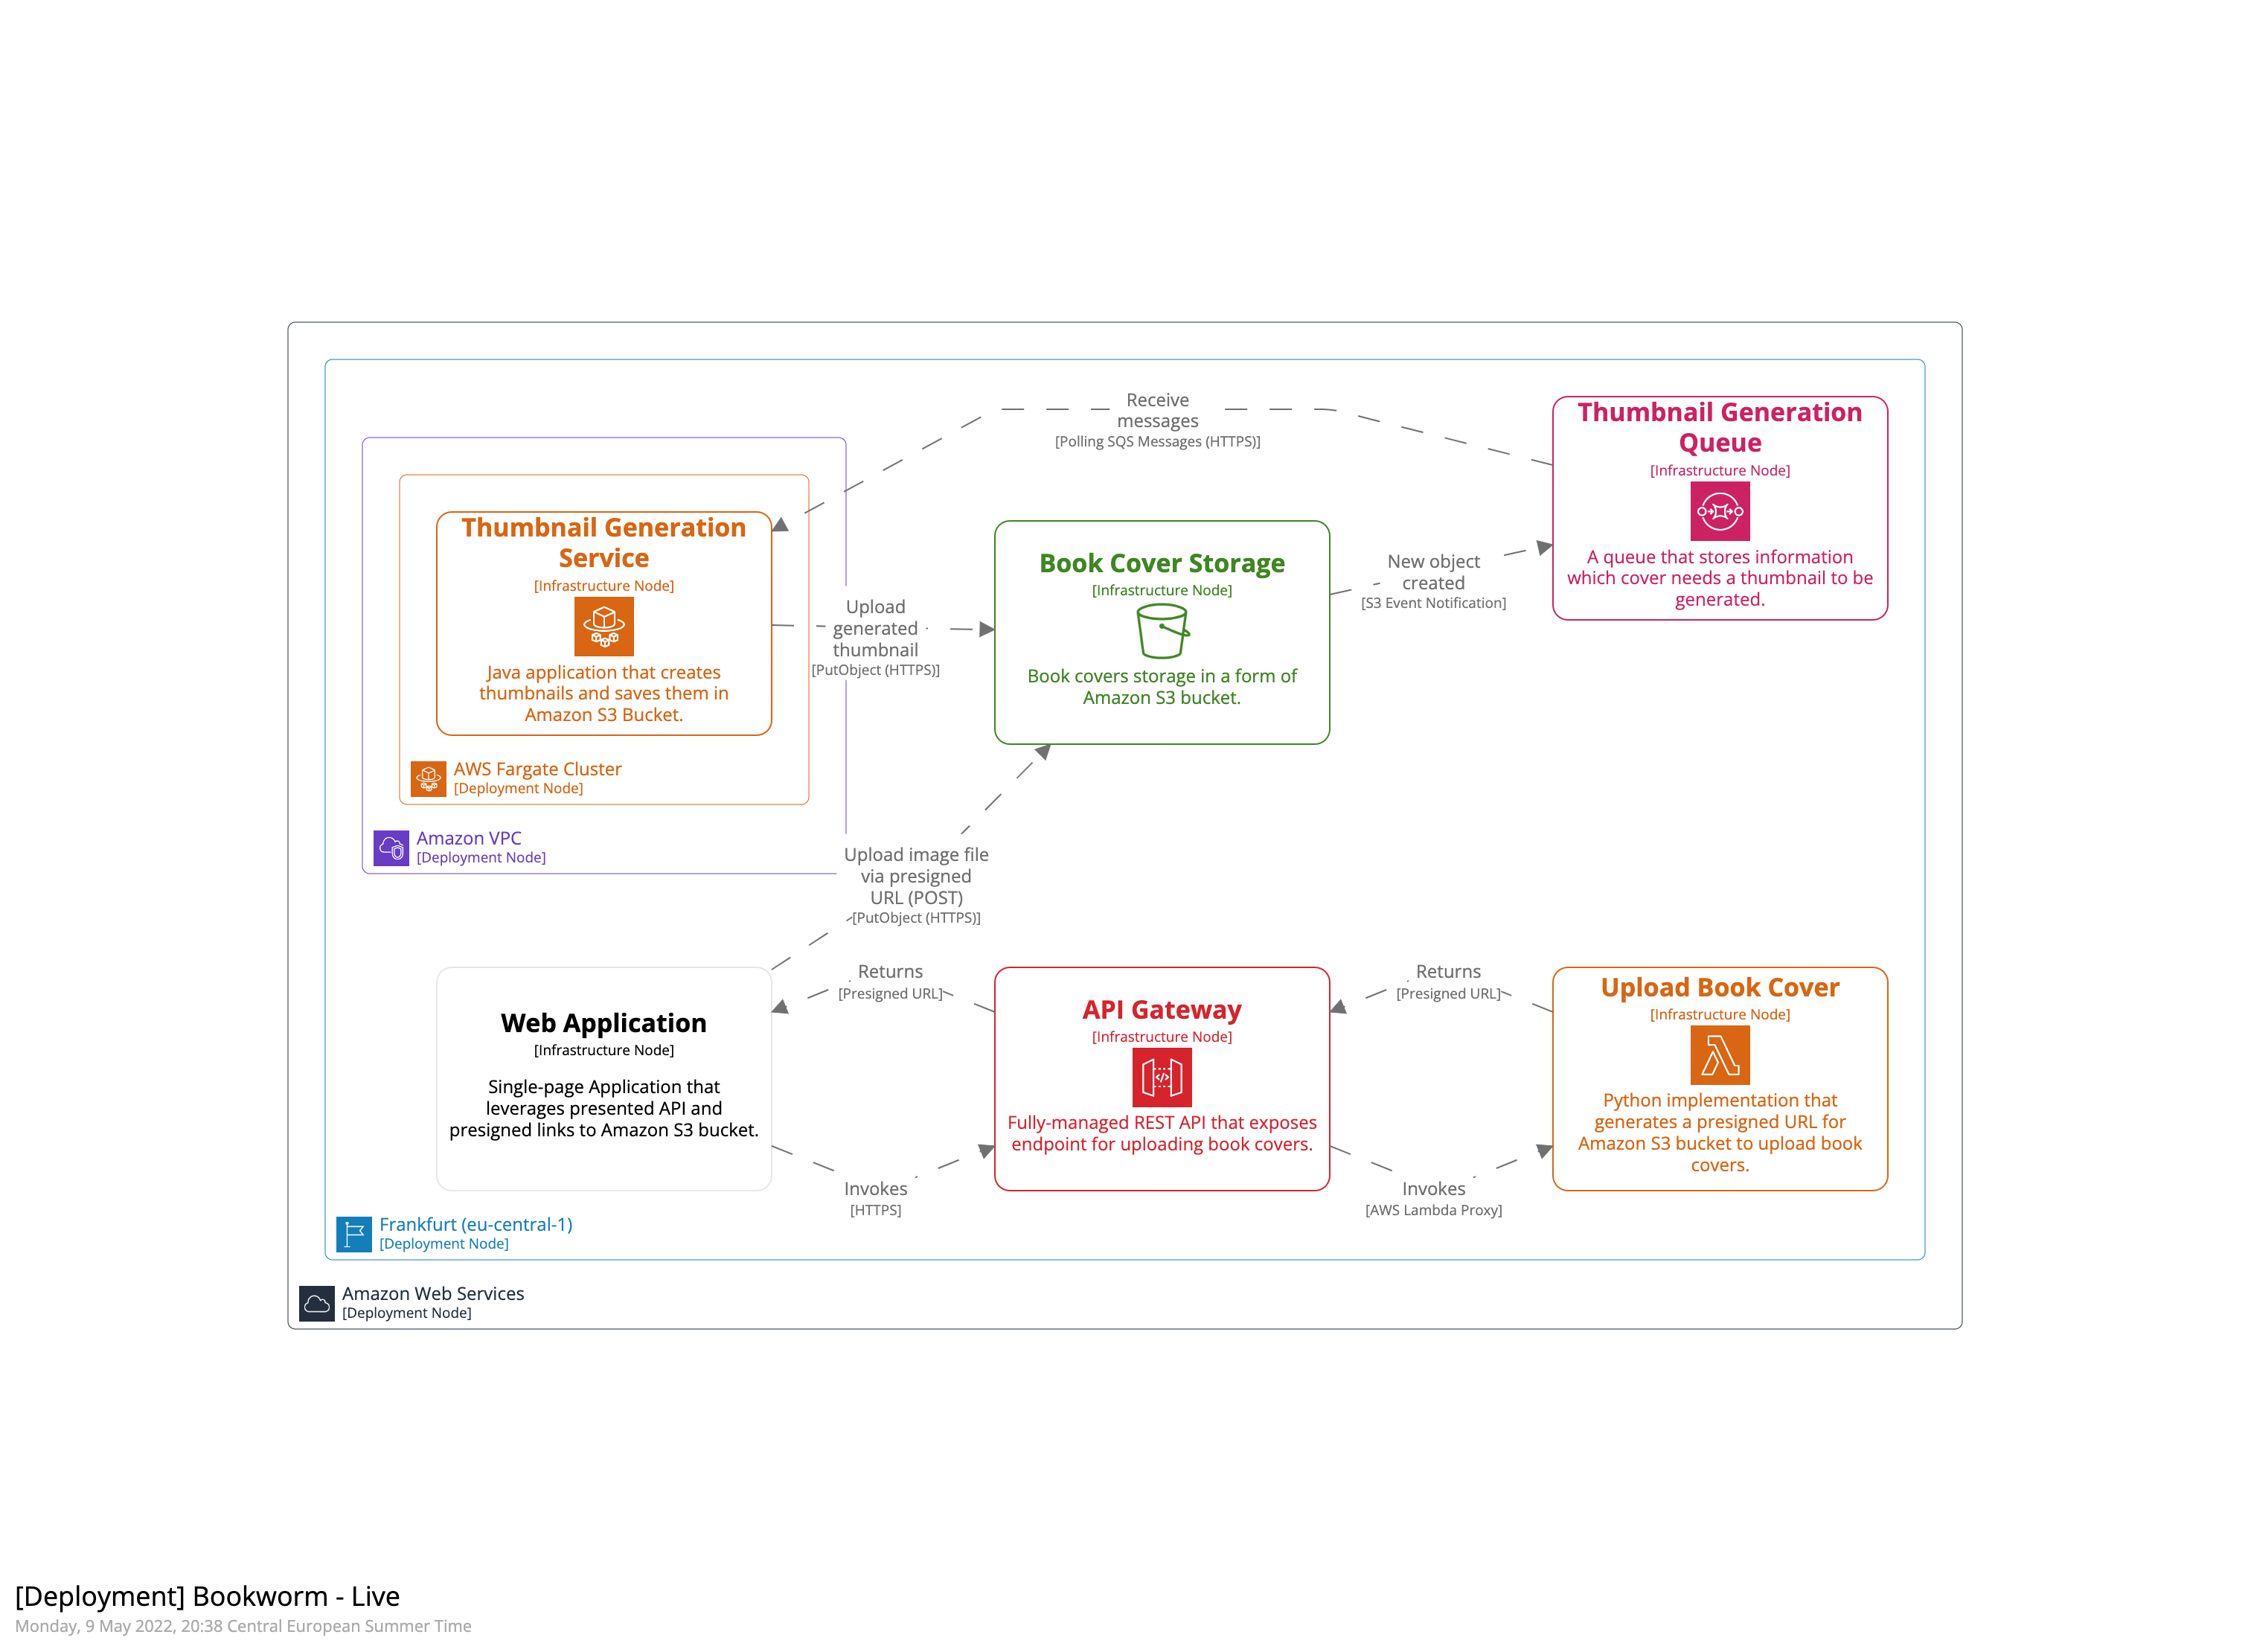 Receive
messages
[Polling SQS Messages (HTTPS)]
Thumbnail Generation
Queue
[Infrastructure Node]
A queue that stores information
which cover needs a thumbnail to be
generated.
Thumbnail Generation
Service
[Infrastructure Node]
Java application that creates
thumbnails and saves them in
Amazon S3 Bucket.
Upload
generated
thumbnail
[PutObject (HTTPS)]
Book Cover Storage
[Infrastructure Node]
Book covers storage in a form of
Amazon S3 bucket.
New object
created
[S3 Event Notification]
AWS Fargate Cluster
[Deployment Node]
Amazon VPC
[Deployment Node]
Upload image file
via presigned
URL (POST)
[PutObject (HTTPS)]
Web Application
[Infrastructure Node]
Single-page Application that
leverages presented API and
presigned links to Amazon S3 bucket.
Returns
[Presigned URL]
Invokes
[HTTPS]
API Gateway
[Infrastructure Node]
Fully-managed REST API that exposes
endpoint for uploading book covers.
Returns
[Presigned URL]
Invokes
[AWS Lambda Proxy]
Upload Book Cover
[Infrastructure Node]
Python implementation that
generates a presigned URL for
Amazon S3 bucket to upload book
covers.
Frankfurt (eu-central-1)
[Deployment Node]
Amazon Web Services
[Deployment Node]
[Deployment] Bookworm - Live
Monday, 9 May 2022, 20:38 Central European Summer Time